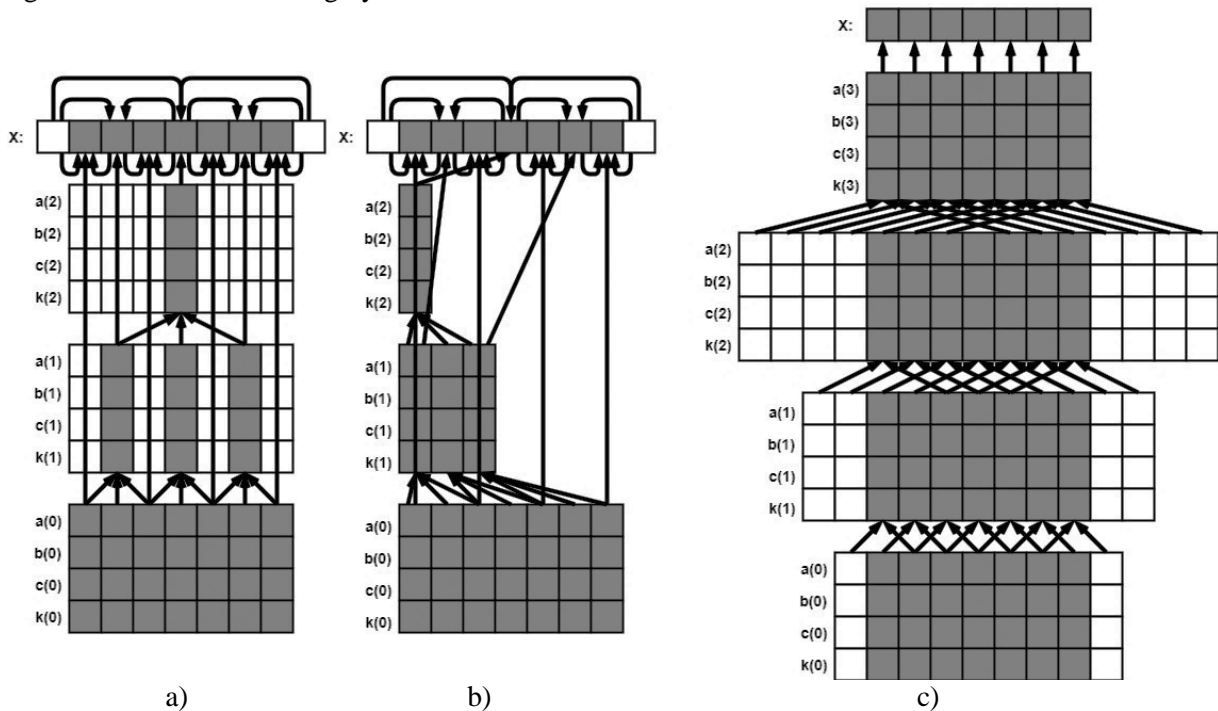 X:
a(2)
b(2)
c(2)
k(2)
a(1)
b(1)
c(1)
k(1)
a(0)
b(0)
c(0)
k(0)
a)
X:
a(2)
b(2)
c(2)
k(2)
a(1)
b(1)
c(1)
k(1)
a(0)
b(0)
c(0)
k(0)
b)
X:
a(3)
b(3)
c(3)
k(3)
a(2)
b(2)
c(2)
k(2)
a(1)
b(1)
c(1)
k(1)
a(0)
b(0)
c(0)
k(0)
c)